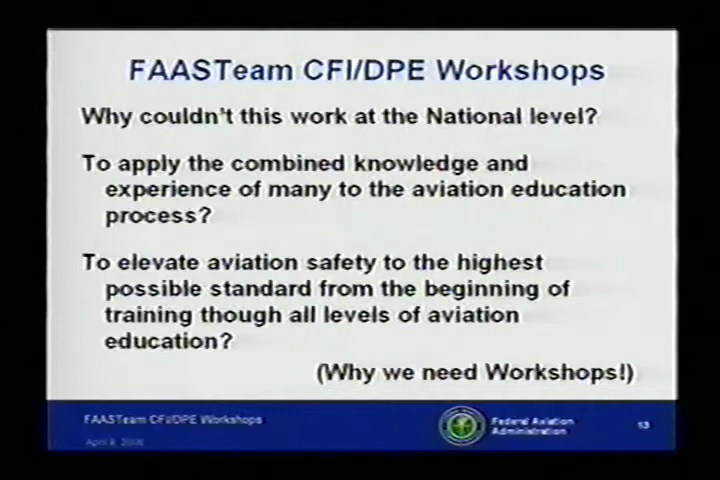 FAASTeam CFI/DPE Workshops
Why couldn't this work at the National level?
To apply the combined knowledge and
experience of many to the aviation education
process?
To elevate aviation safety to the highest
possible standard from the beginning of
training though all levels of aviation
education?
(Why we need Workshops!)
FAASTeam CFI/DPE Workshops
April 9,
Federal Aviation
Administration
13